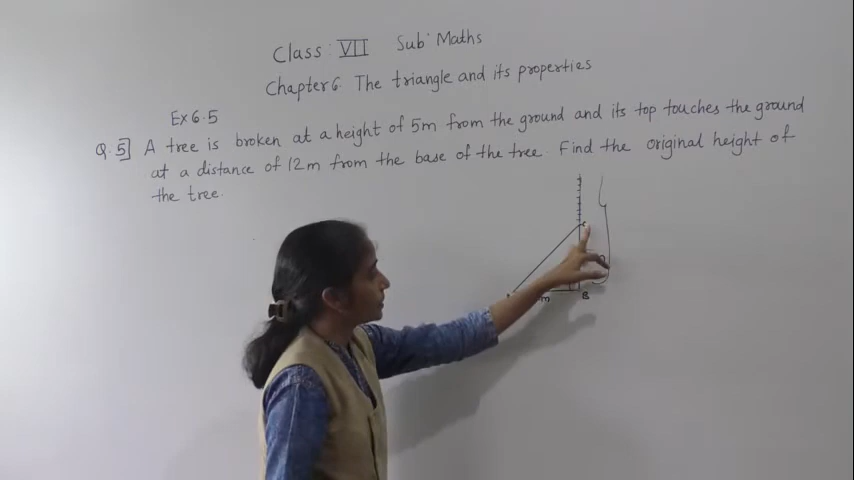 Class: VII Sub: Maths
Chapter 6 The triangle and its properties
Ex 6.5
Q.5] A tree is broken at a height of 5m from the ground and its top touches the ground
at a distance of 12m from the base of the tree. Find the original height of
the tree.
m B